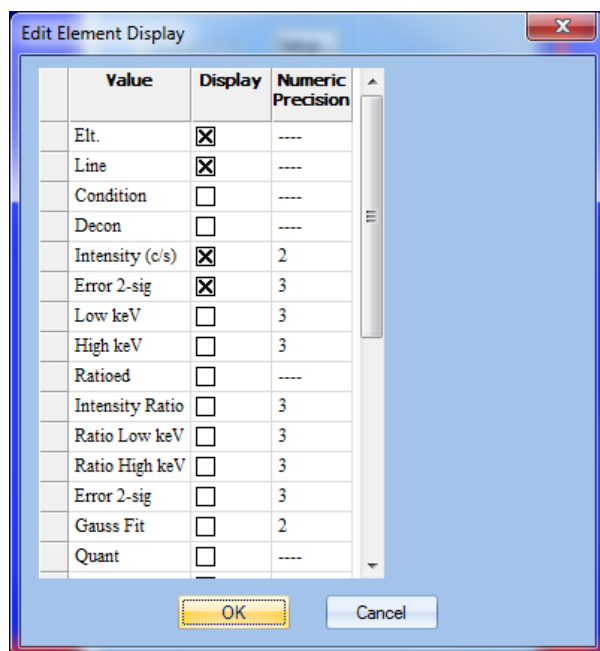 Edit Element Display
Value Display Numeric Precision
Elt. ----
Line ----
Condition ----
Decon ----
Intensity (c/s) 2
Error 2-sig 3
Low keV 3
High keV 3
Ratioed ----
Intensity Ratio 3
Ratio Low keV 3
Ratio High keV 3
Error 2-sig 3
Gauss Fit 2
Quant ----
OK Cancel